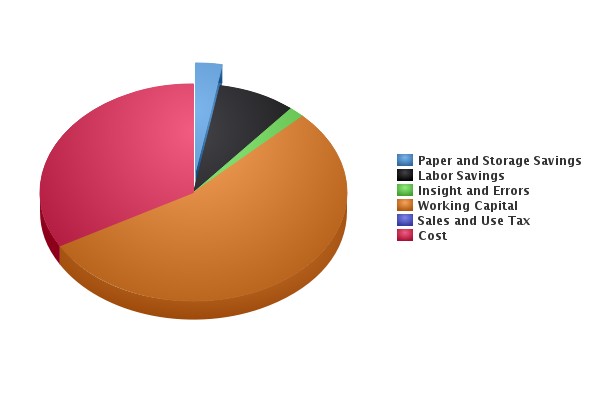 Paper and Storage Savings
Labor Savings
Insight and Errors
Working Capital
Sales and Use Tax
Cost